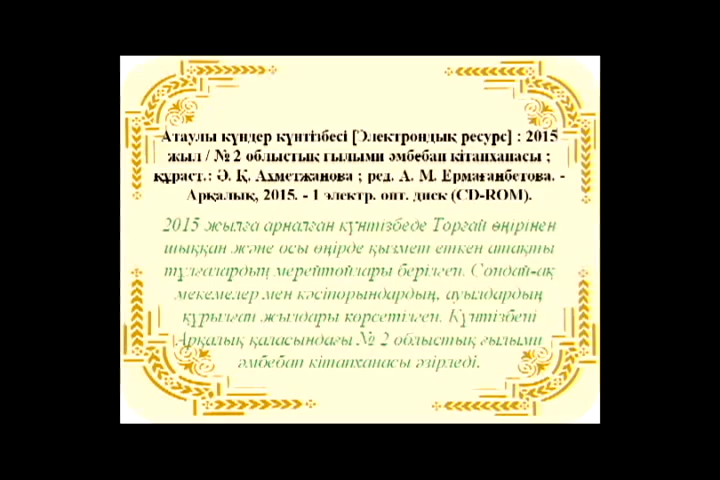 Атаулы күндер күнтізбесі [Электрондық ресурс] : 2015
жыл / № 2 облыстық ғылыми әмбебап кітапханасы ;
құраст.: Ә. Қ. Ахметжанова ; ред. А. М. Ермағанбетова. -
Арқалық, 2015. - 1 электр. опт. диск (CD-ROM).
2015 жылға арналған күнтізбеде Торғай өңірінен
шыққан және осы өңірде қызмет еткен атақты
тұлғалардың мерейтойлары берілген. Сондай-ақ
мекемелер мен кәсіпорындардың, ауылдардың
құрылған жылдары көрсетілген. Күнтізбені
Арқалық қаласындағы № 2 облыстық ғылыми
әмбебап кітапханасы әзірледі.